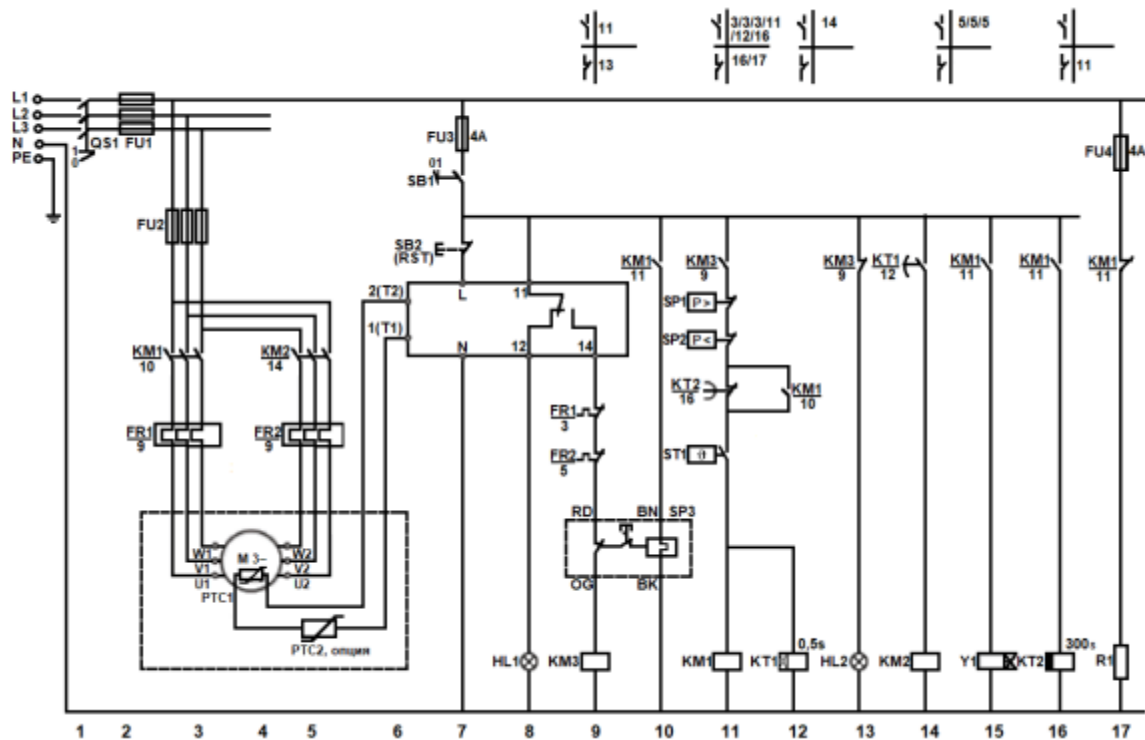 11
13
3/3/3/11
/12/16
16/17
14
5/5/5
11
L1
L2
L3
N
PE
1
0
QS1
FU1
FU2
FU3
4A
FU4
4A
01
SB1
SB2
(RST)
KM1
11
KM3
9
KM3
9
KT1
12
KM1
11
KM1
11
KM1
11
2(T2)
1(T1)
L
11
N
12
14
SP1
P>
SP2
P<
KM1
10
KM2
14
KT2
16
KM1
10
FR1
3
FR2
5
FR1
9
FR2
9
ST1
RD
BN
SP3
OG
BK
M 3~
W1
V1
U1
W2
V2
U2
PTC1
PTC2, опция
HL1
KM3
KM1
KT1
0,5s
HL2
KM2
Y1
KT2
300s
R1
1 2 3 4 5 6 7 8 9 10 11 12 13 14 15 16 17